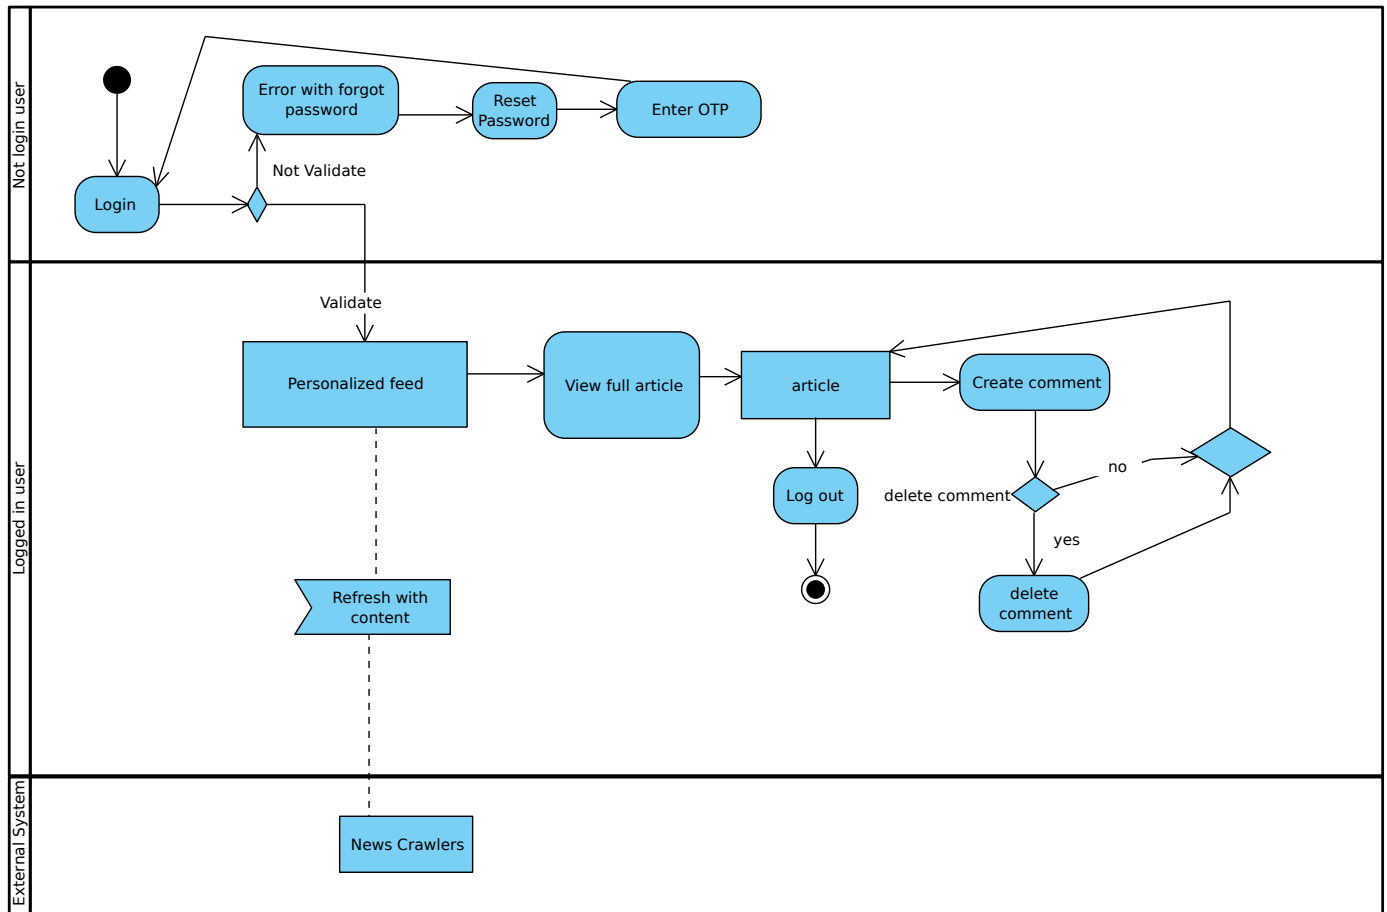 Not login user
Error with forgot
password
Reset
Password
Enter OTP
Not Validate
Login
Logged in user
Validate
Personalized feed
View full article
article
Create comment
no
Log out
delete comment
yes
delete
comment
Refresh with
content
External System
News Crawlers